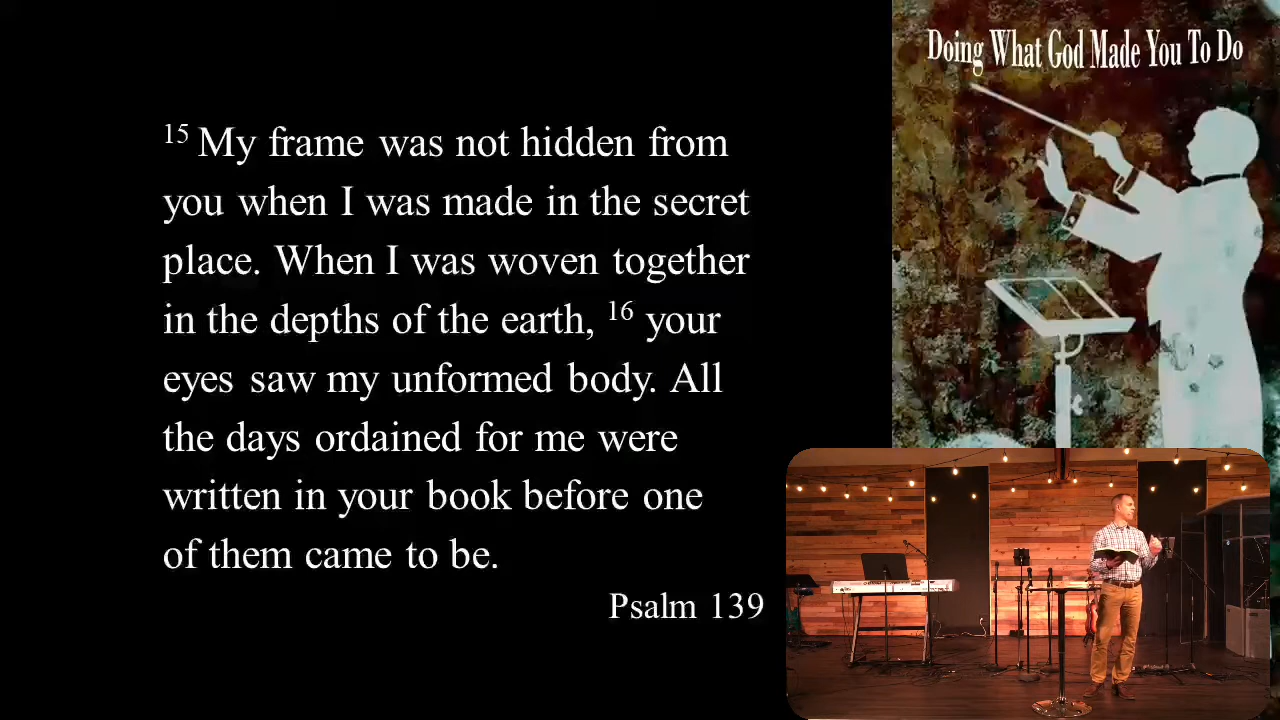 Doing What God Made You To Do
15 My frame was not hidden from
you when I was made in the secret
place. When I was woven together
in the depths of the earth, 16 your
eyes saw my unformed body. All
the days ordained for me were
written in your book before one
of them came to be.
Psalm 139